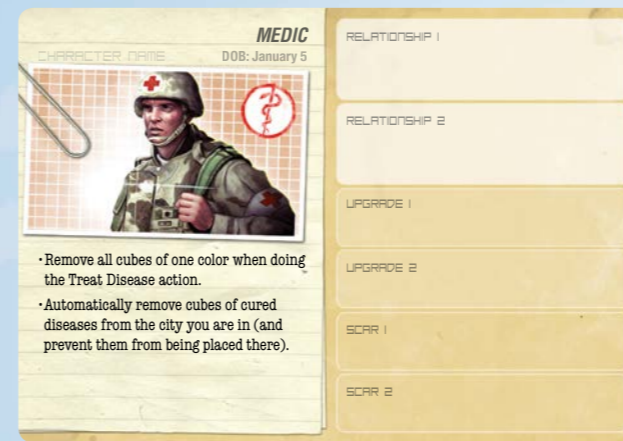 MEDIC
CHARACTER NAME
DOB: January 5
· Remove all cubes of one color when doing
the Treat Disease action.
· Automatically remove cubes of cured
diseases from the city you are in (and
prevent them from being placed there).
RELATIONSHIP 1
RELATIONSHIP 2
UPGRADE 1
UPGRADE 2
SCAR 1
SCAR 2